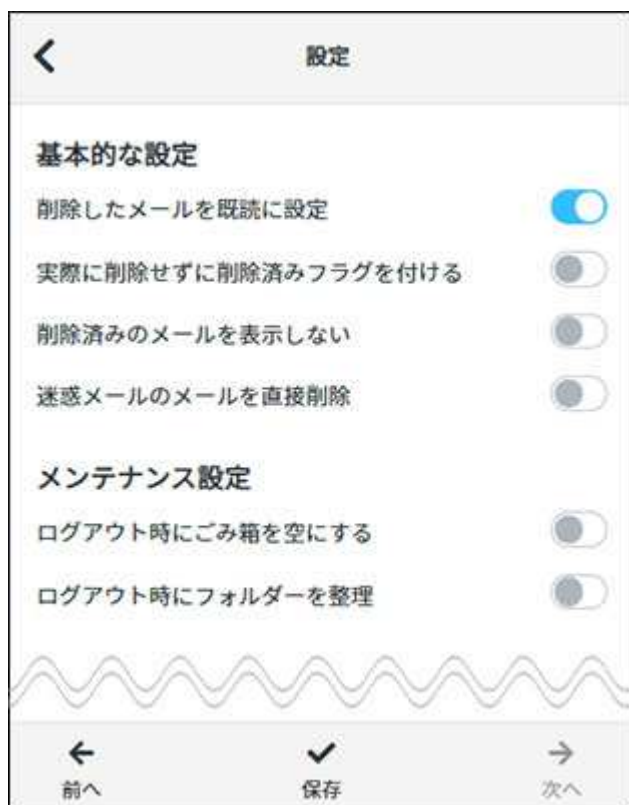 設定
基本的な設定
削除したメールを既読に設定
実際に削除せずに削除済みフラグを付ける
削除済みのメールを表示しない
迷惑メールのメールを直接削除
メンテナンス設定
ログアウト時にごみ箱を空にする
ログアウト時にフォルダーを整理
前へ
保存
次へ